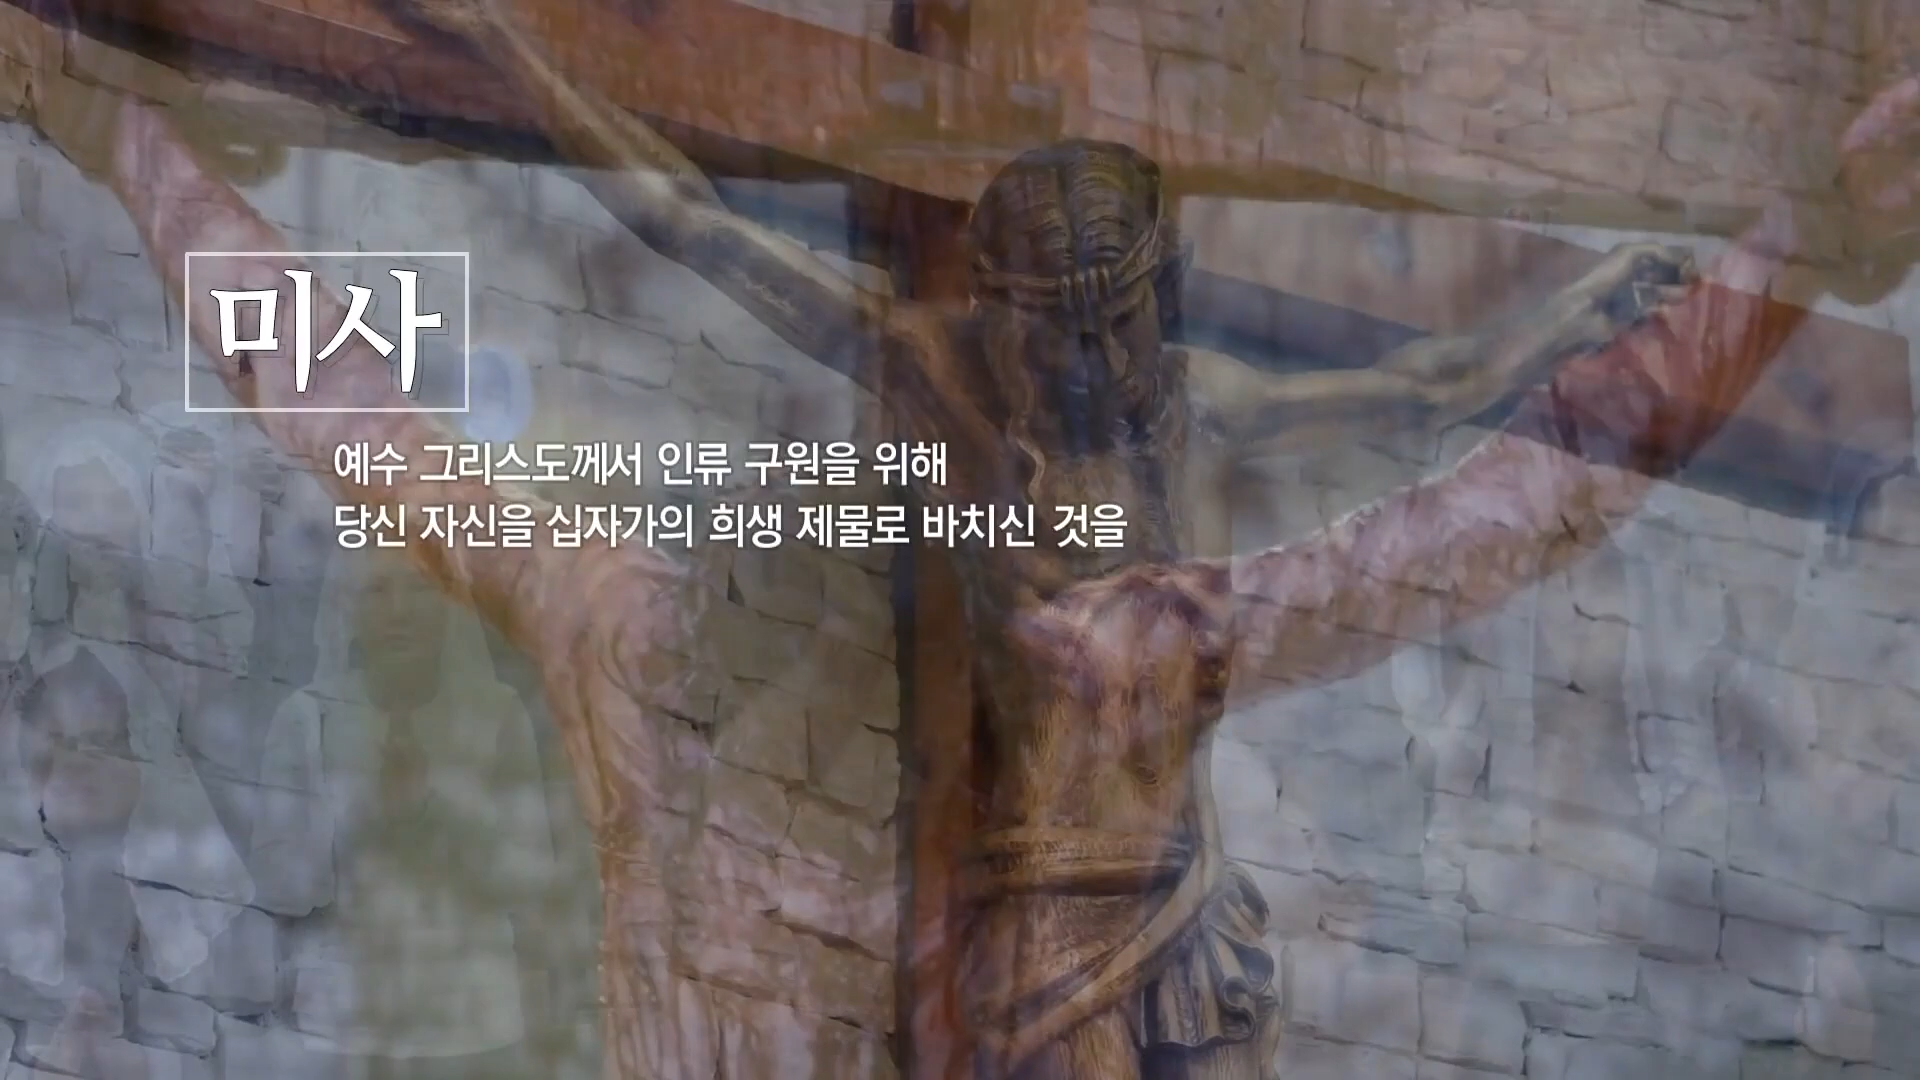 미사
예수 그리스도께서 인류 구원을 위해
당신 자신을 십자가의 희생 제물로 바치신 것을